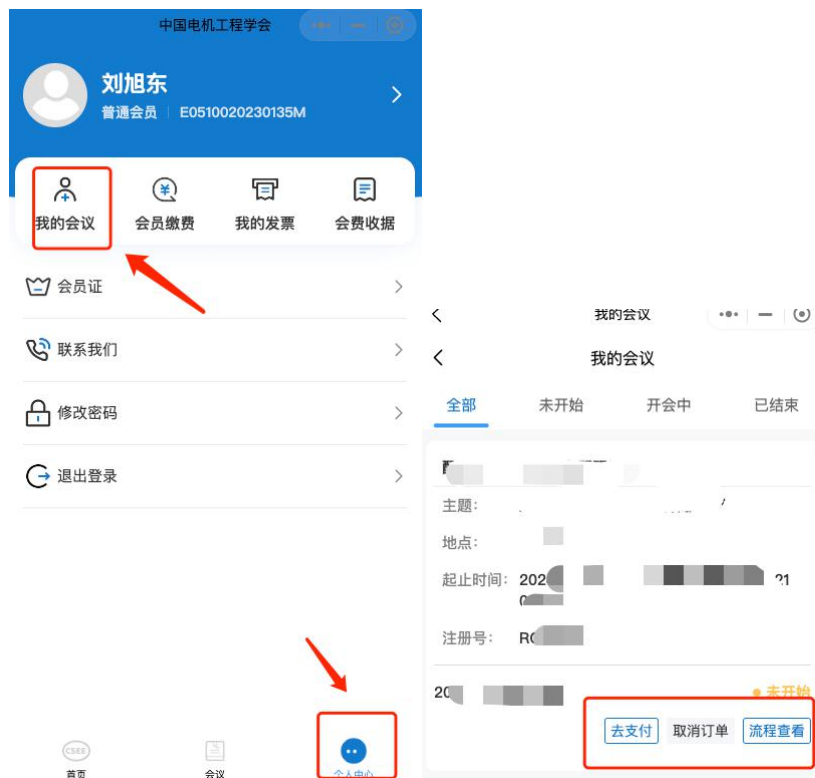 中国电机工程学会
刘旭东
普通会员 E0510020230135M
我的会议 会员缴费 我的发票 会费收据
会员证
联系我们
修改密码
退出登录
CSEE
首页 会议 个人中心
我的会议
我的会议
全部 未开始 开会中 已结束
主题：
地点：
起止时间： 202 21
注册号： R
20 未开始
去支付 取消订单 流程查看